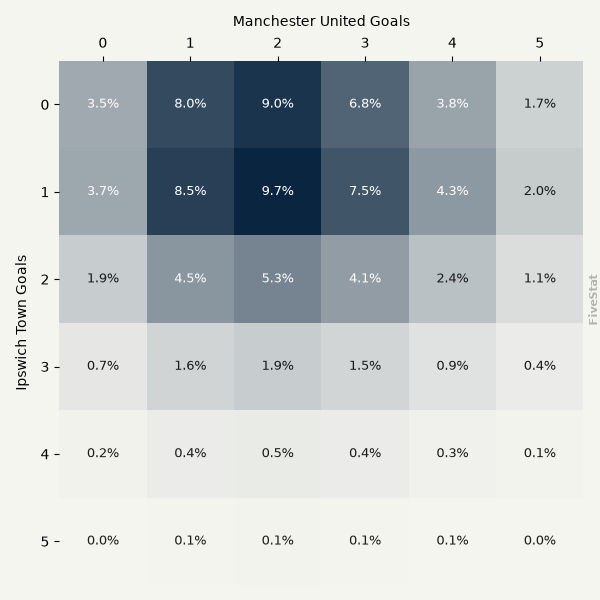 Manchester United Goals
0 1 2 3 4 5
0 3.5% 8.0% 9.0% 6.8% 3.8% 1.7%
1 3.7% 8.5% 9.7% 7.5% 4.3% 2.0%
2 1.9% 4.5% 5.3% 4.1% 2.4% 1.1%
3 0.7% 1.6% 1.9% 1.5% 0.9% 0.4%
4 0.2% 0.4% 0.5% 0.4% 0.3% 0.1%
5 0.0% 0.1% 0.1% 0.1% 0.1% 0.0%
Ipswich Town Goals
FiveStat